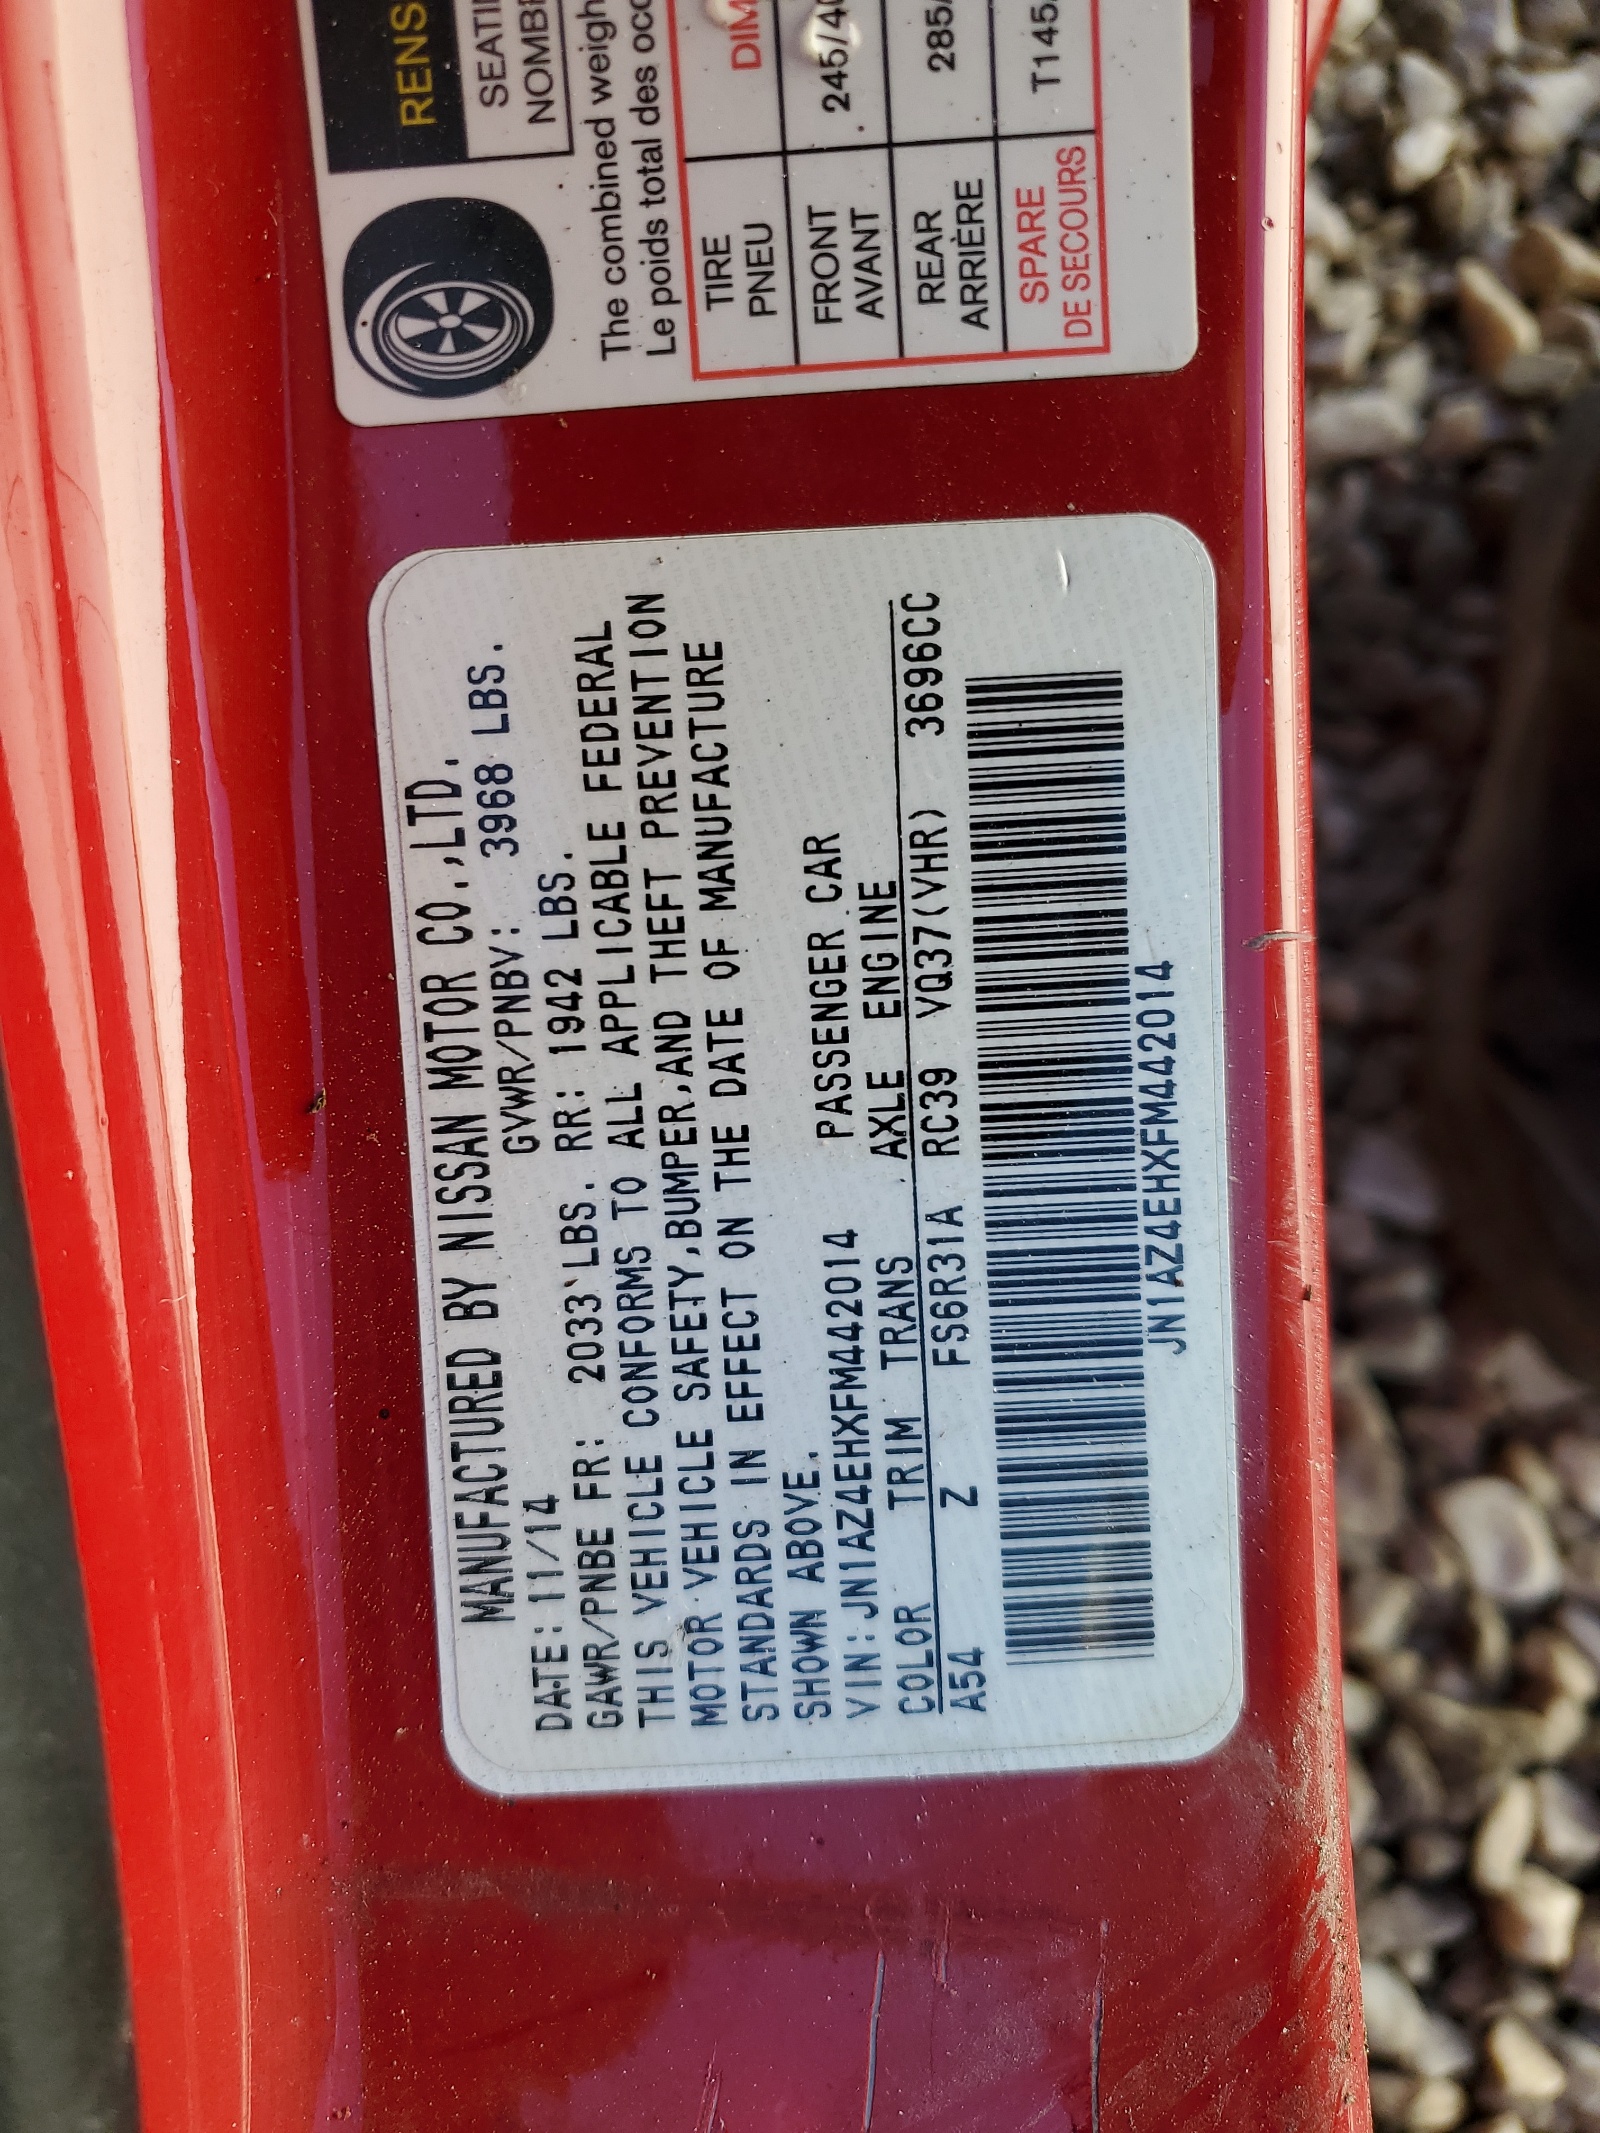 MANUFACTURED BY NISSAN MOTOR CO.,LTD.
DATE:11/14 GVWR/PNBV: 3968 LBS.
GAWR/PNBE FR: 2033 LBS. RR: 1942 LBS.
THIS VEHICLE CONFORMS TO ALL APPLICABLE FEDERAL
MOTOR VEHICLE SAFETY,BUMPER,AND THEFT PREVENTION
STANDARDS IN EFFECT ON THE DATE OF MANUFACTURE
SHOWN ABOVE.
VIN:JN1AZ4EHXFM442014 PASSENGER CAR
COLOR TRIM TRANS AXLE ENGINE
A54 Z FS6R31A RC39 VQ37(VHR) 3696CC
JN1AZ4EHXFM442014
RENS
SEATI
NOMBR
The combined weigh
Le poids total des occ
TIRE
PNEU
DIM
FRONT
AVANT
245/40
REAR
ARRIÈRE
285/
SPARE
DE SECOURS
T145/